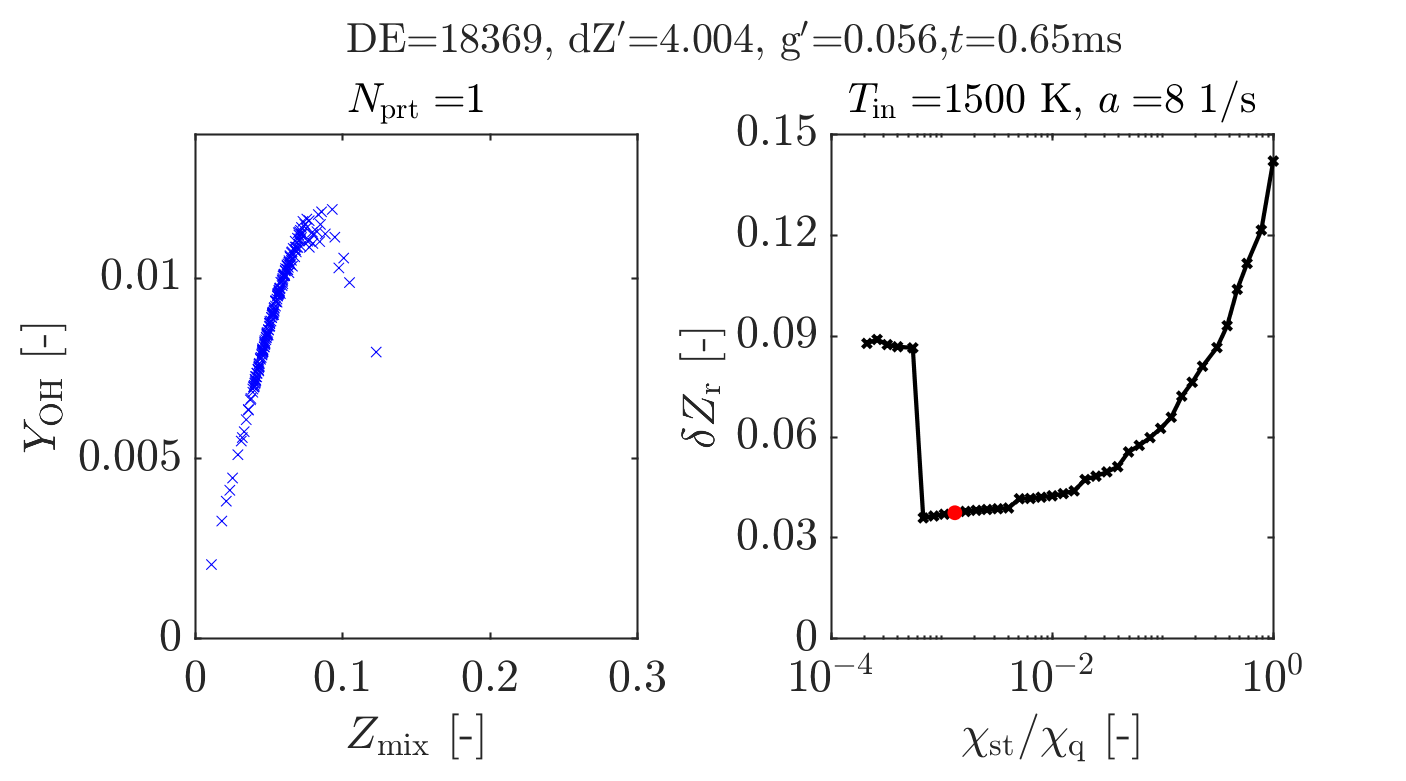 DE=18369, dZ′=4.004, g′=0.056,t=0.65ms
N_prt =1
Y_OH [-]
0.01
0.005
0
0
0.1
0.2
0.3
Z_mix [-]
T_in =1500 K, a =8 1/s
δZ_r [-]
0.15
0.12
0.09
0.06
0.03
0
10^−4
10^−2
10^0
χ_st/χ_q [-]